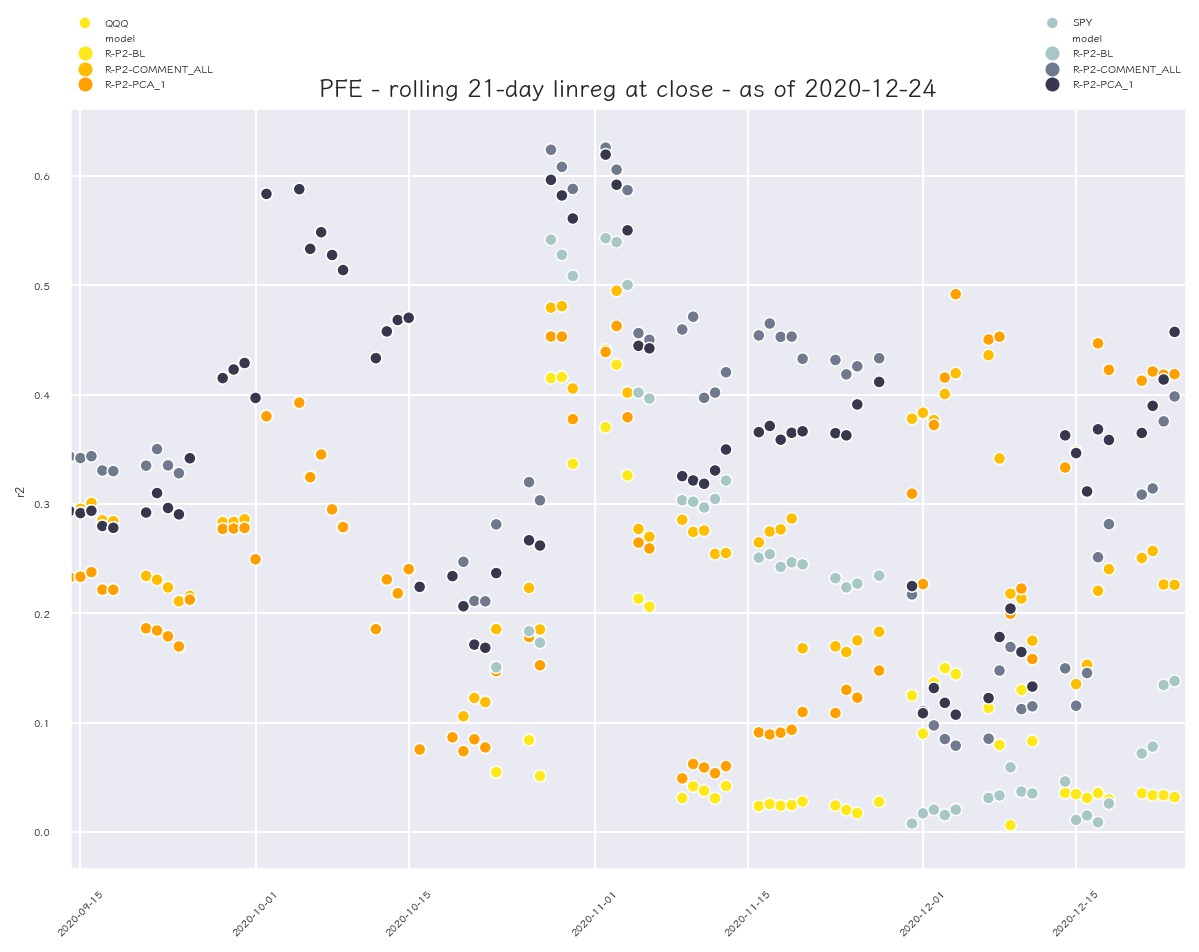 QQQ
model
R-P2-BL
R-P2-COMMENT_ALL
R-P2-PCA_1
SPY
model
R-P2-BL
R-P2-COMMENT_ALL
R-P2-PCA_1
PFE - rolling 21-day linreg at close - as of 2020-12-24
r2
0.6
0.5
0.4
0.3
0.2
0.1
0.0
2020-09-15
2020-10-01
2020-10-15
2020-11-01
2020-11-15
2020-12-01
2020-12-15